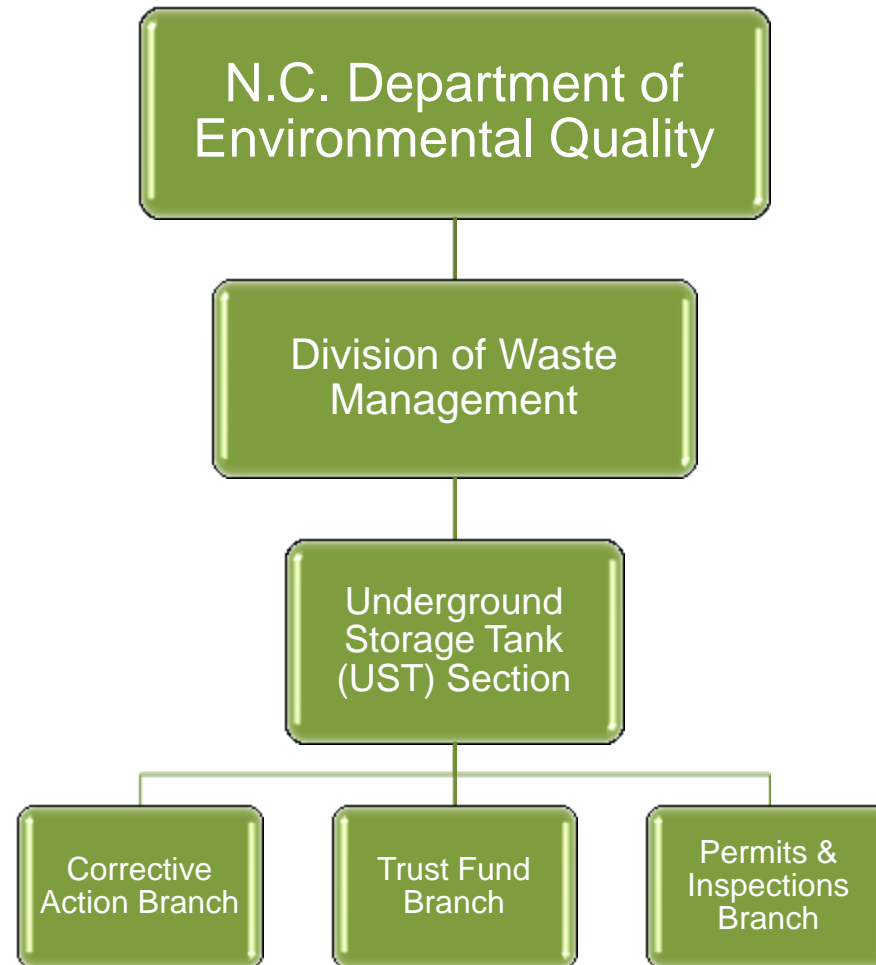 N.C. Department of
Environmental Quality
Division of Waste
Management
Underground
Storage Tank
(UST) Section
Corrective
Action Branch
Trust Fund
Branch
Permits &
Inspections
Branch